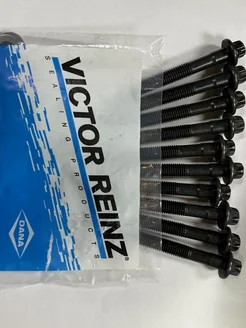 VICTOR REINZ®
SEALING PRODUCTS
DANA